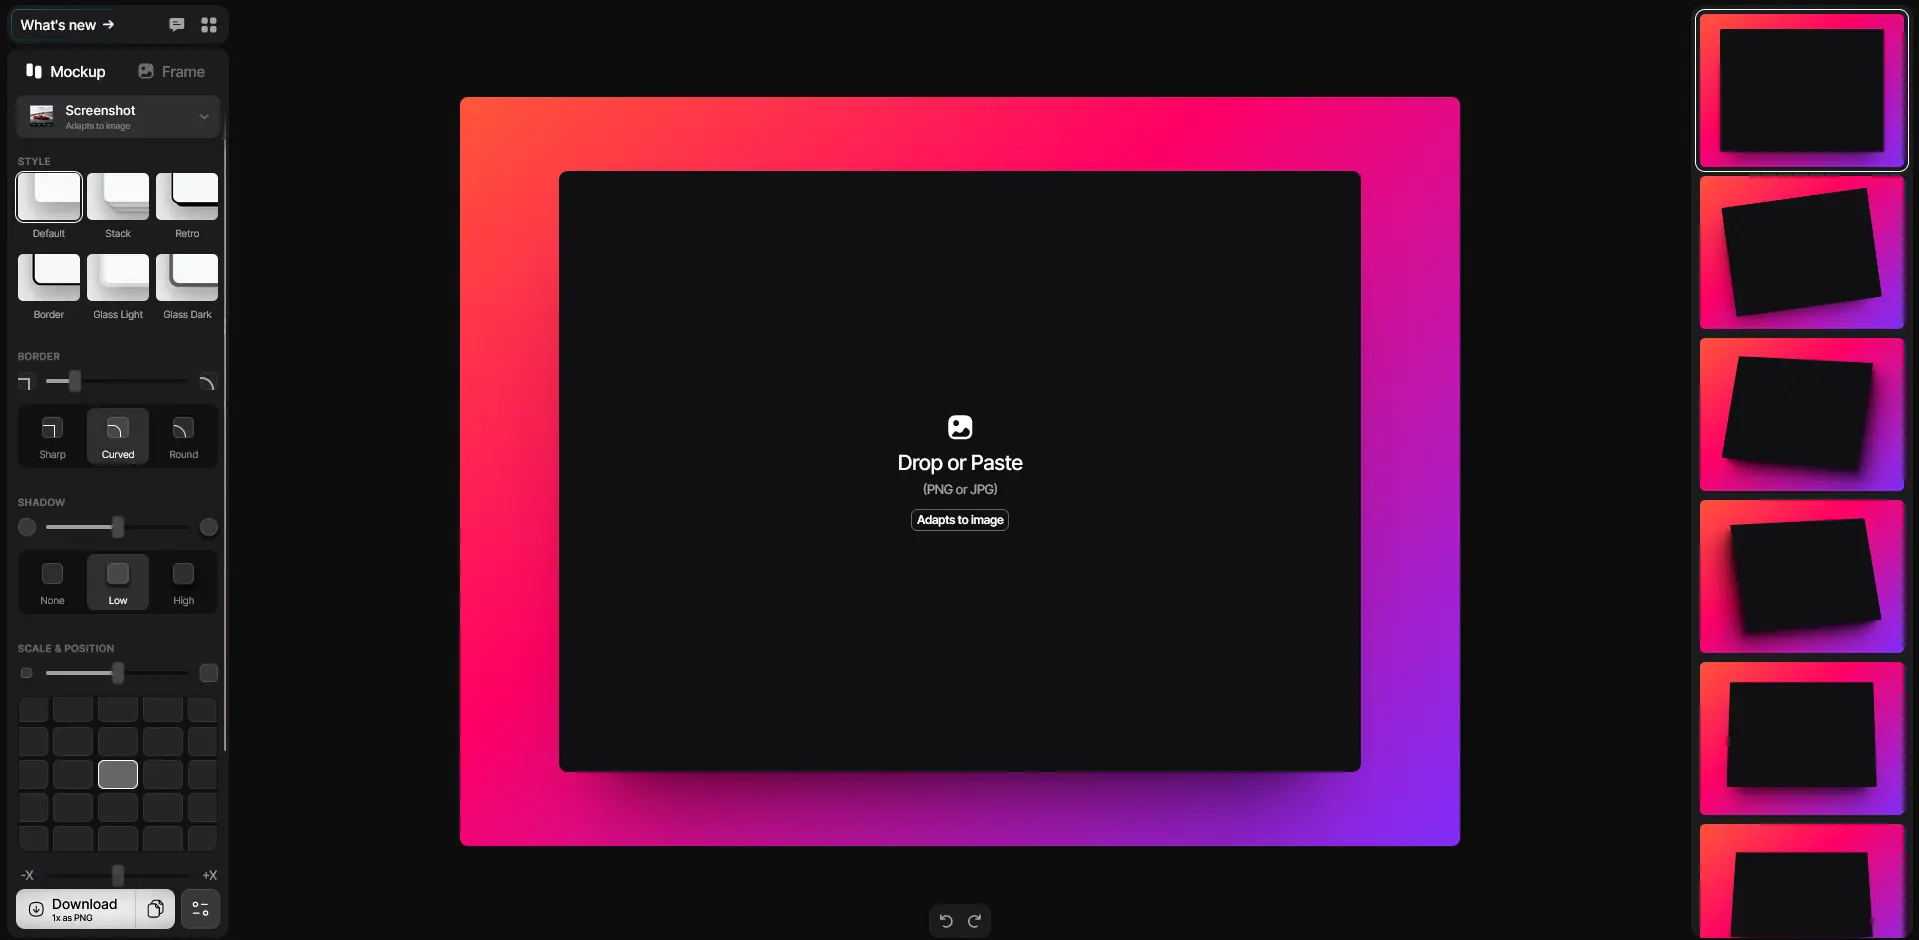 What's new →
Mockup
Frame
Screenshot
Adapts to image
STYLE
Default
Stack
Retro
Border
Glass Light
Glass Dark
BORDER
Sharp
Curved
Round
SHADOW
None
Low
High
SCALE & POSITION
-X
+X
Download
1x as PNG
Drop or Paste
(PNG or JPG)
Adapts to image